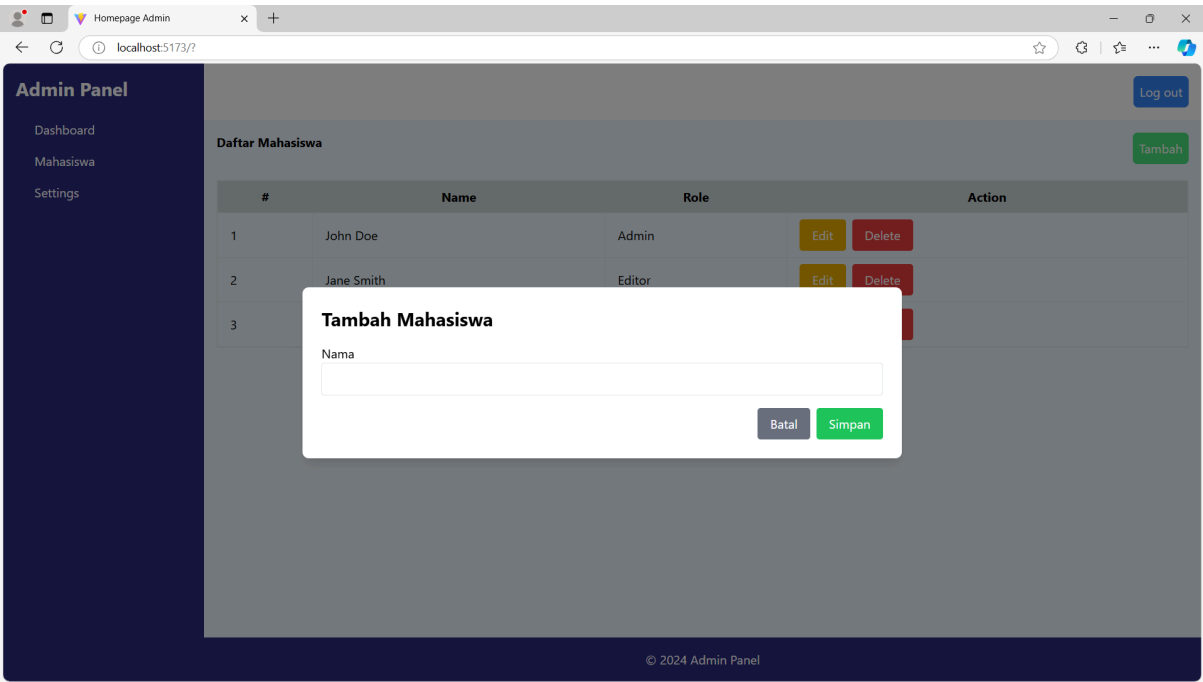 Homepage Admin
localhost:5173/?
Admin Panel
Log out
Dashboard
Mahasiswa
Settings
Daftar Mahasiswa
Tambah
# Name Role Action
1 John Doe Admin Edit Delete
2 Jane Smith Editor Edit Delete
3
Tambah Mahasiswa
Nama
Batal Simpan
© 2024 Admin Panel